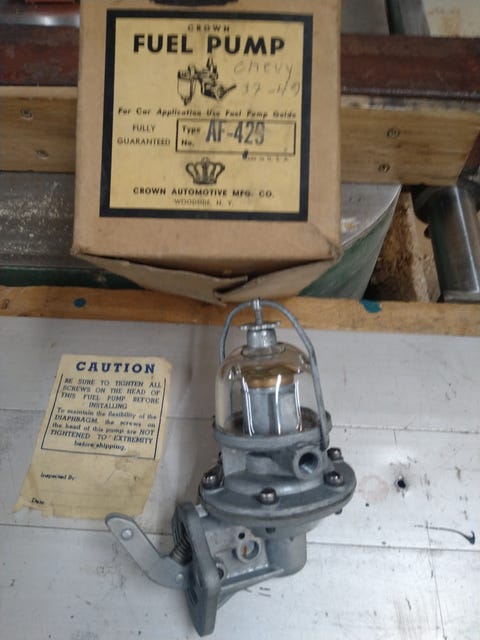 CROWN
FUEL PUMP
Chevy
37-49
For Car Application Use Fuel Pump Guide
FULLY
GUARANTEED
Type
No.
AF-429
U.S.A.
CROWN AUTOMOTIVE MFG. CO.
WOODSIDE, N. Y.
CAUTION
BE SURE TO TIGHTEN ALL
SCREWS ON THE HEAD OF
THIS FUEL PUMP BEFORE
INSTALLING
To maintain the flexibility of the
DIAPHRAGM, the screws on
the head of this pump are NOT
TIGHTENED TO EXTREMITY
before shipping.
Inspected By:
Date